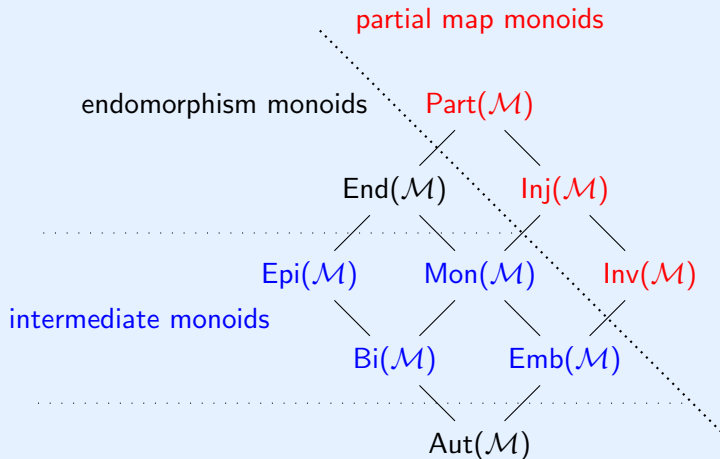 partial map monoids
endomorphism monoids Part(ℳ)
End(ℳ) Inj(ℳ)
Epi(ℳ) Mon(ℳ) Inv(ℳ)
intermediate monoids
Bi(ℳ) Emb(ℳ)
Aut(ℳ)